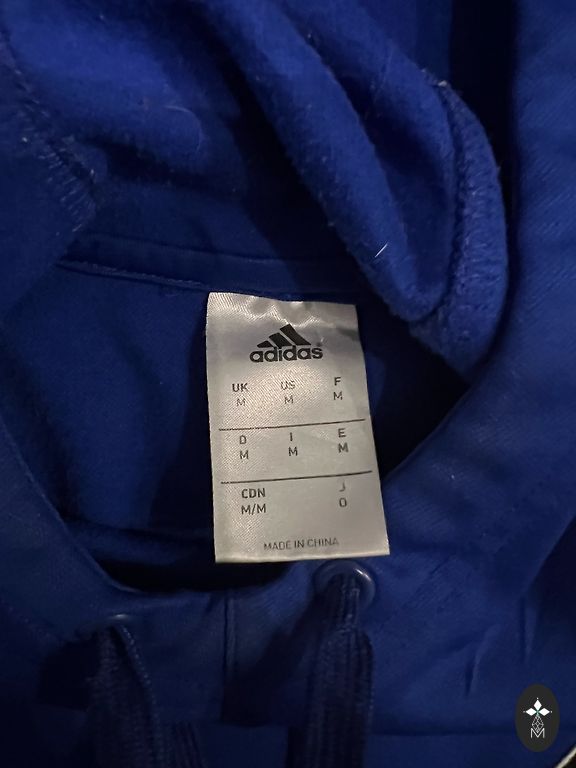 adidas
UK US F
M M M
D I E
M M M
CDN J
M/M O
MADE IN CHINA
M